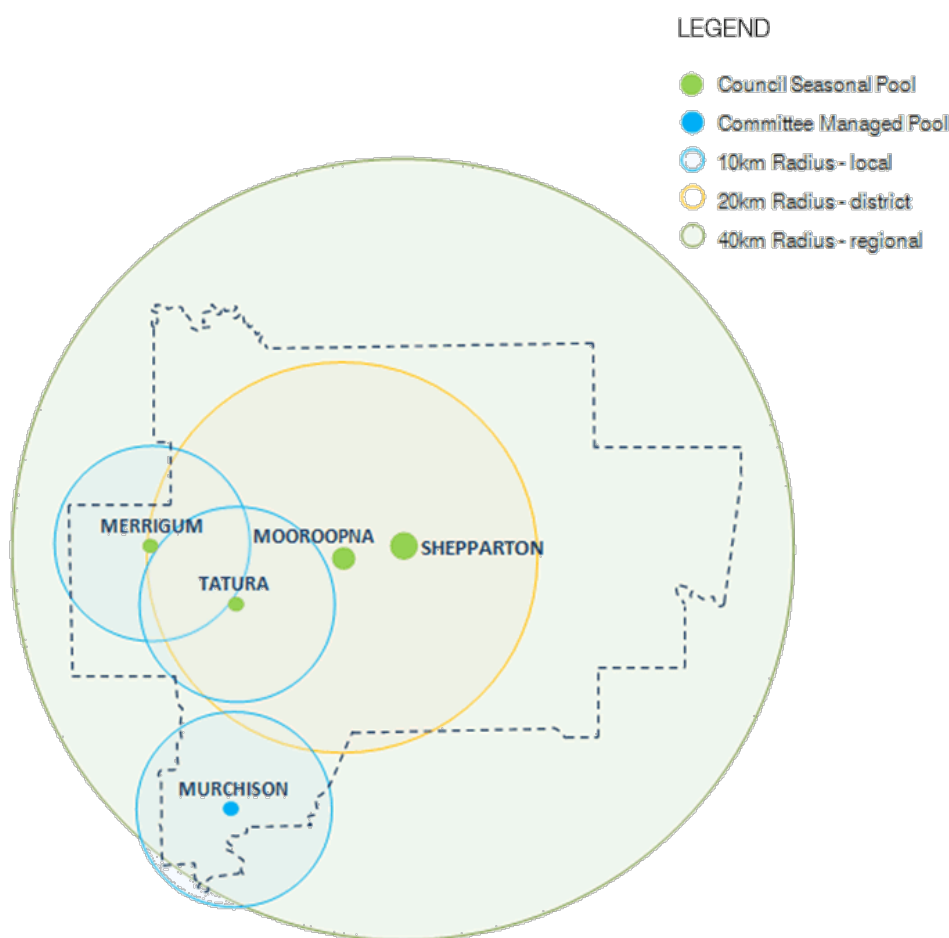 LEGEND
Council Seasonal Pool
Committee Managed Pool
10km Radius - local
20km Radius - district
40km Radius - regional
MERRIGUM
MOOROOPNA
SHEPPARTON
TATURA
MURCHISON